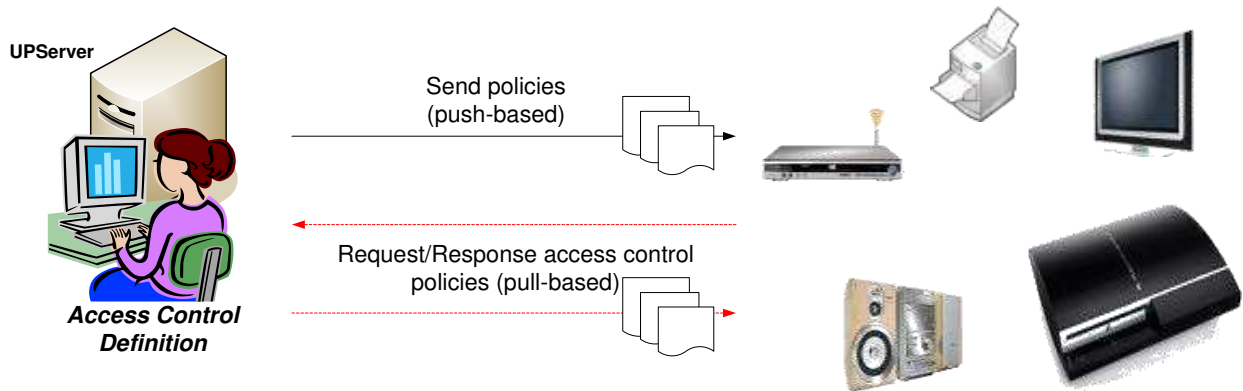 UPServer
Send policies
(push-based)
Request/Response access control
policies (pull-based)
Access Control
Definition